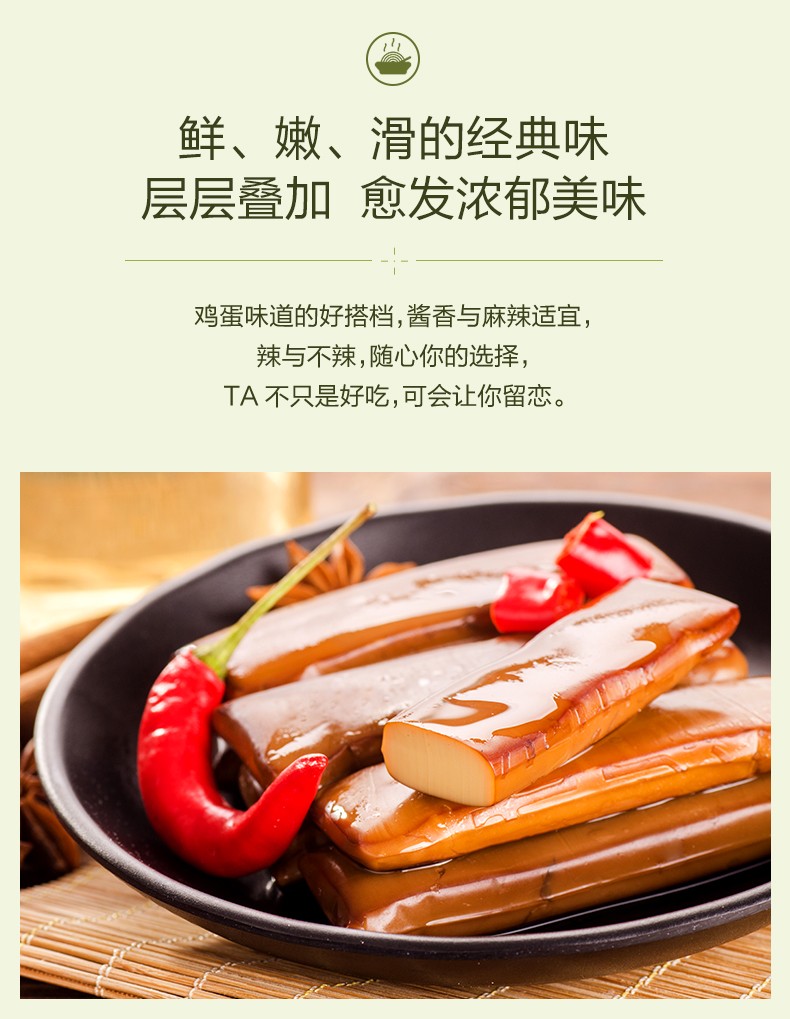 鲜、嫩、滑的经典味
层层叠加 愈发浓郁美味
鸡蛋味道的好搭档,酱香与麻辣适宜,
辣与不辣,随心你的选择,
TA 不只是好吃,可会让你留恋。